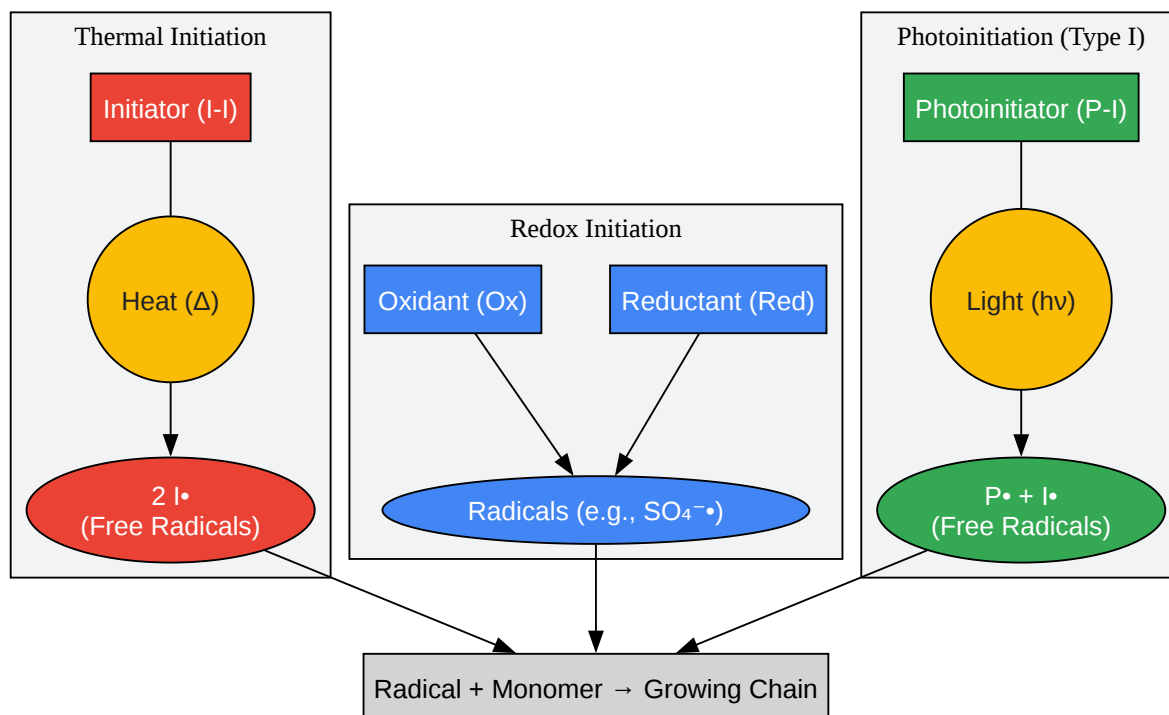 Thermal Initiation
Initiator (I-I)
Heat (Δ)
2 I•
(Free Radicals)
Redox Initiation
Oxidant (Ox)
Reductant (Red)
Radicals (e.g., SO₄⁻•)
Photoinitiation (Type I)
Photoinitiator (P-I)
Light (hν)
P• + I•
(Free Radicals)
Radical + Monomer → Growing Chain